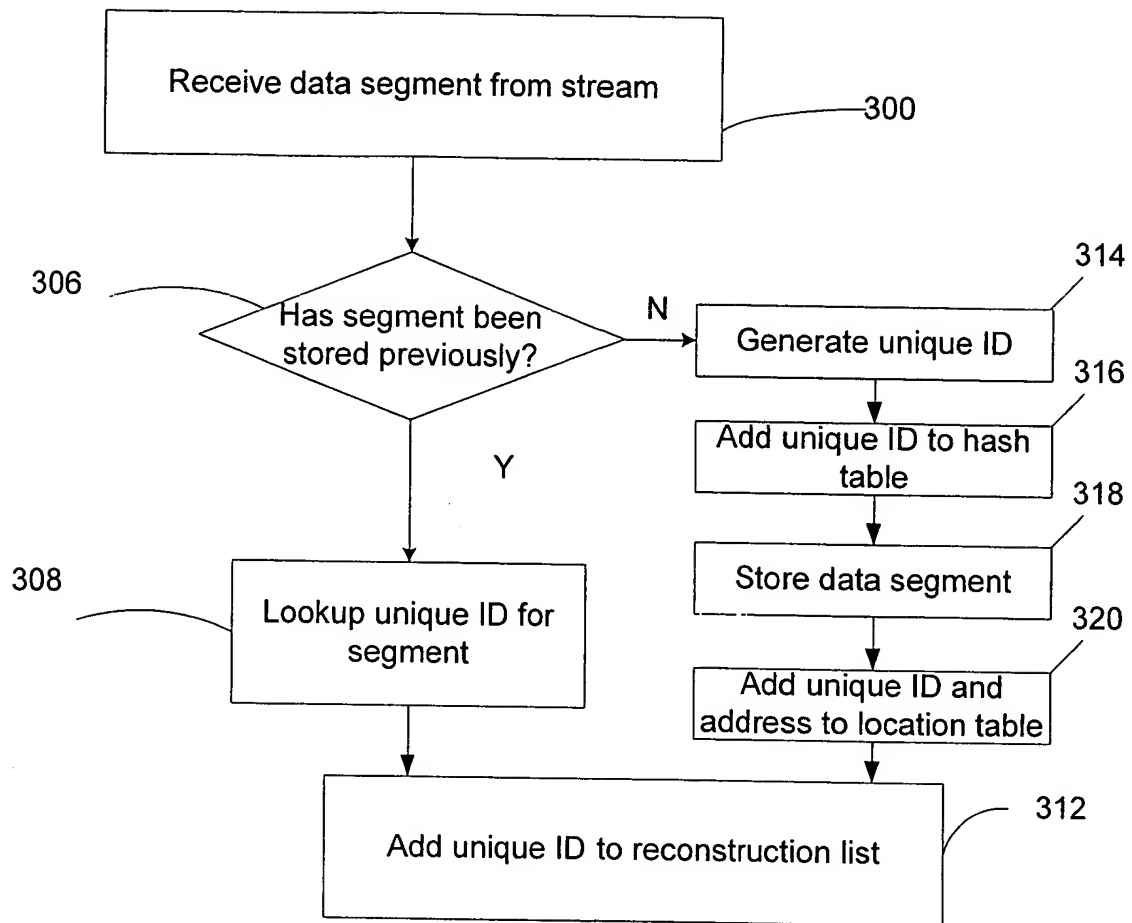 Receive data segment from stream
300
306
Has segment been
stored previously?
N
314
Generate unique ID
316
Add unique ID to hash
table
Y
318
Store data segment
308
Lookup unique ID for
segment
320
Add unique ID and
address to location table
312
Add unique ID to reconstruction list